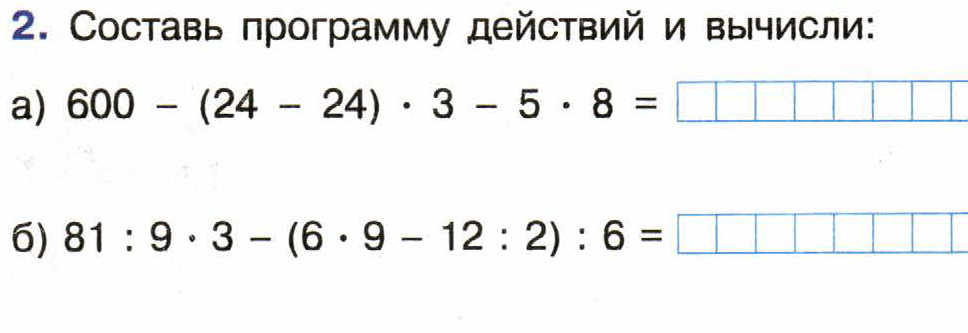 2. Составь программу действий и вычисли:
а) 600 – (24 – 24) · 3 – 5 · 8 =
б) 81 : 9 · 3 – (6 · 9 – 12 : 2) : 6 =